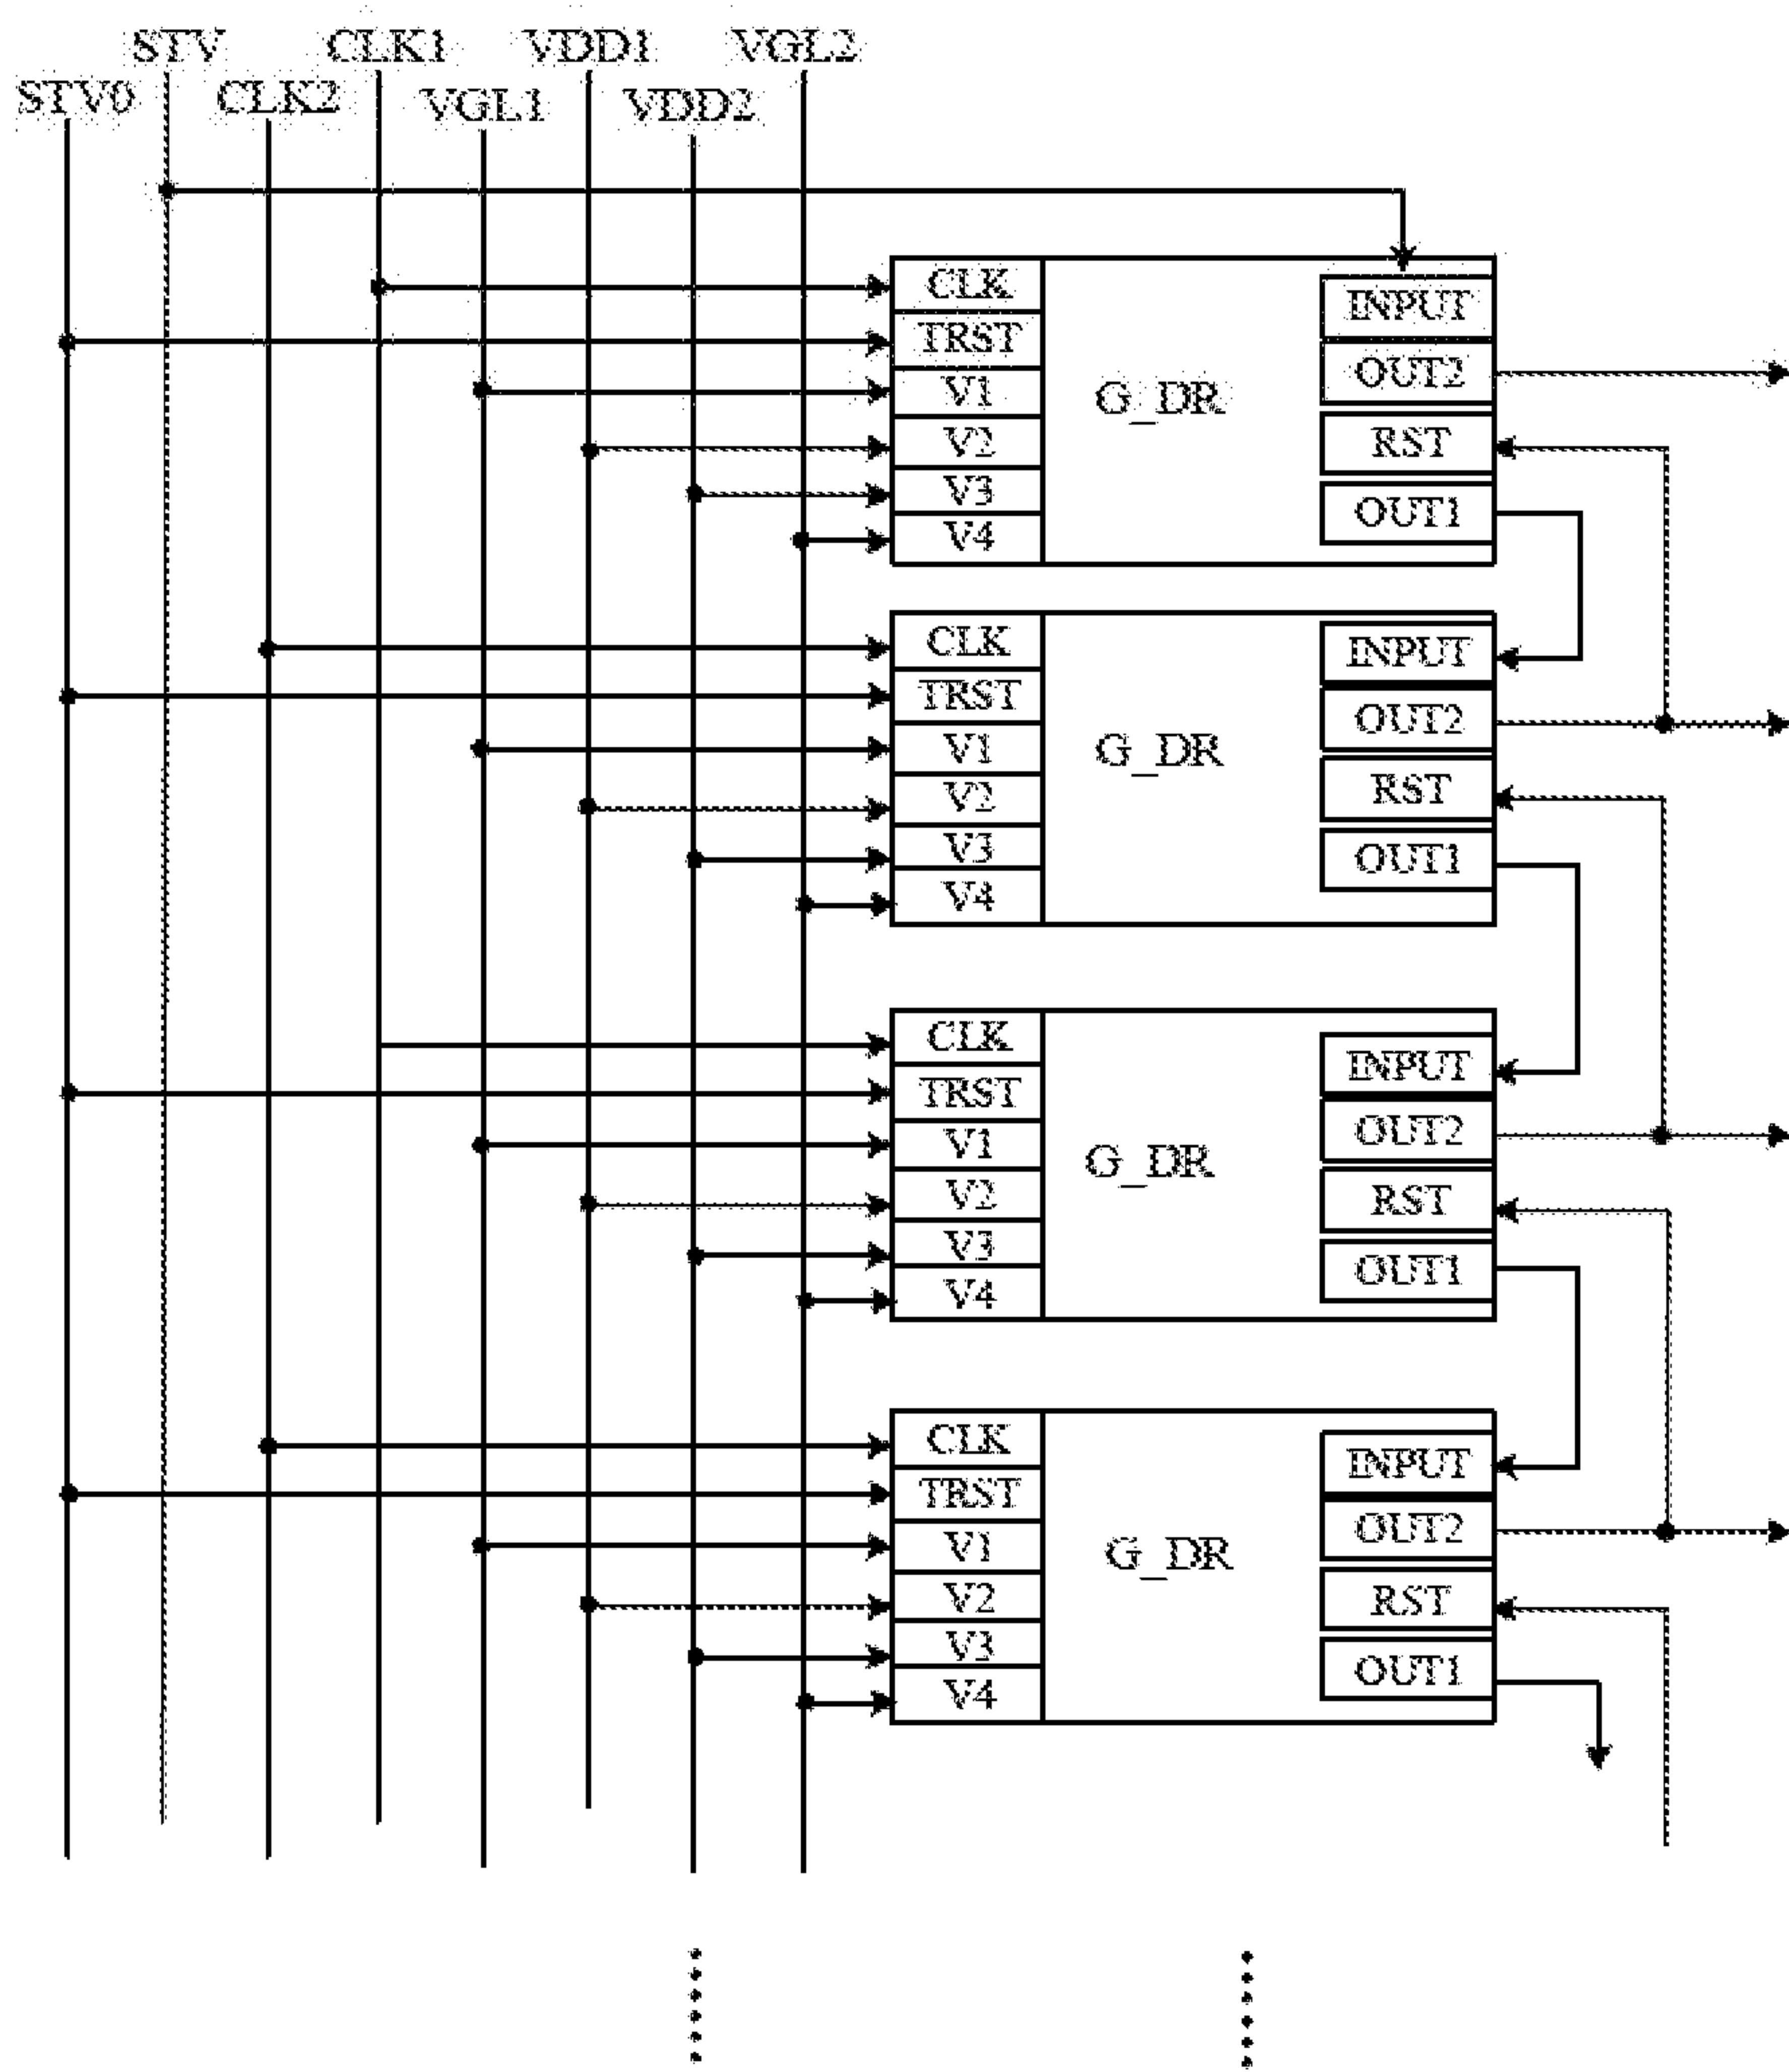 STV CLK1 VDD1 VGL2
STV0 CLK2 VGL1 VDD2
CLK
TRST
V1
V2
V3
V4
G_DR
INPUT
OUT2
RST
OUT1
CLK
TRST
V1
V2
V3
V4
G_DR
INPUT
OUT2
RST
OUT1
CLK
TRST
V1
V2
V3
V4
G_DR
INPUT
OUT2
RST
OUT1
CLK
TRST
V1
V2
V3
V4
G_DR
INPUT
OUT2
RST
OUT1